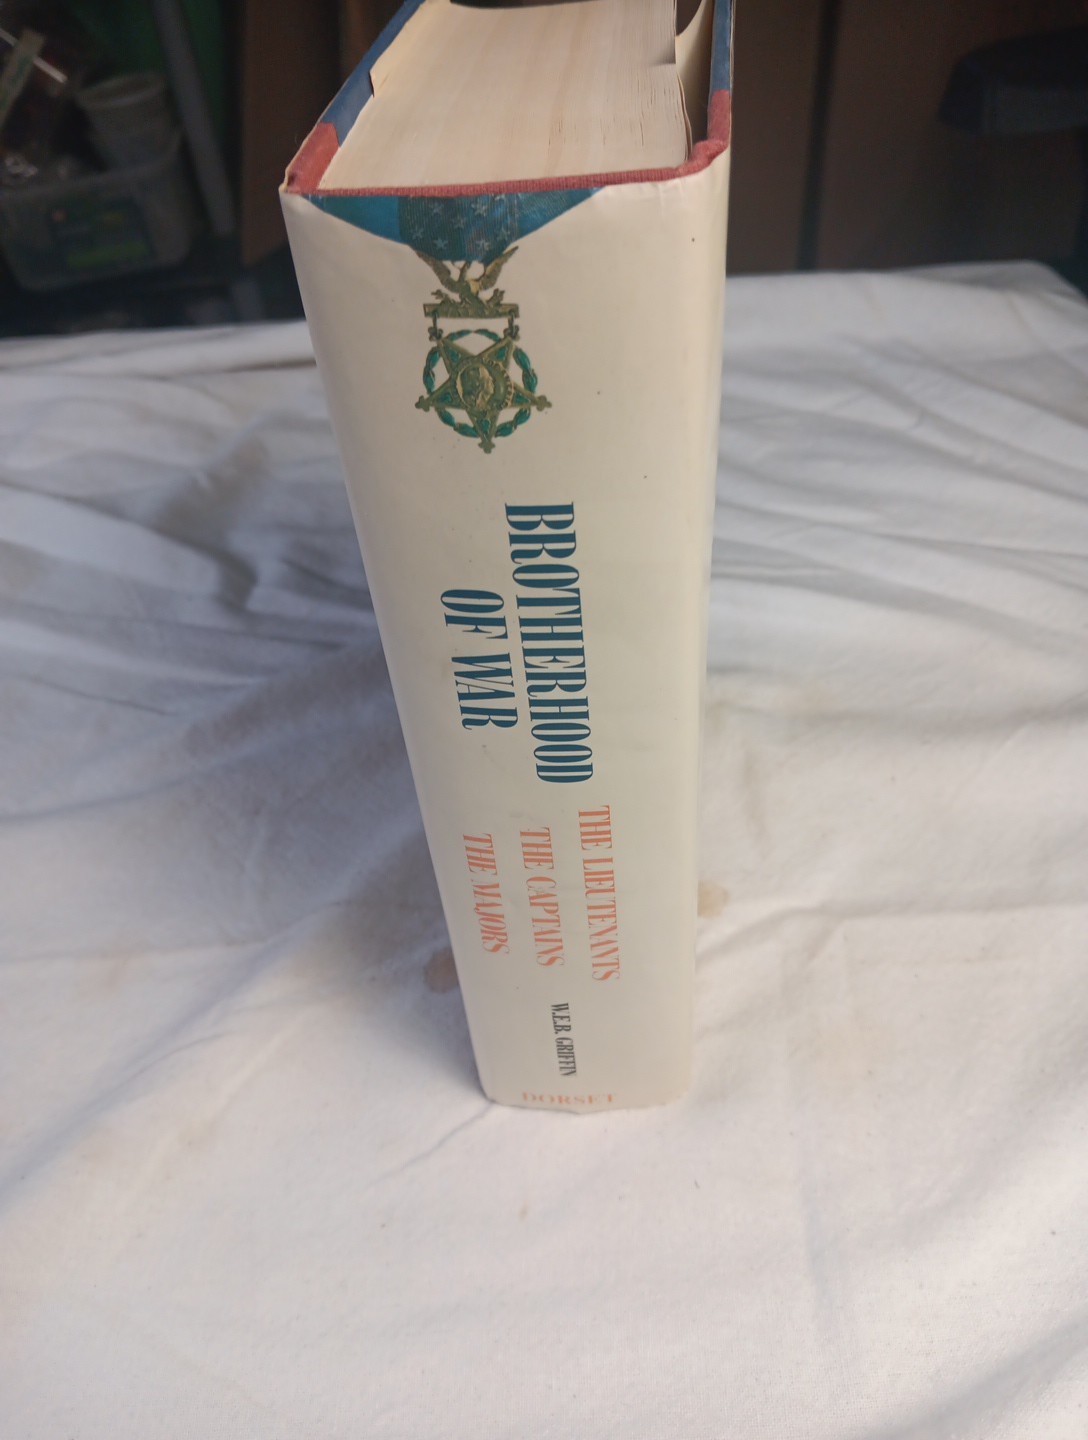 BROTHERHOOD
OF WAR
THE LIEUTENANTS
THE CAPTAINS
THE MAJORS
W.E.B. GRIFFIN
DORSET